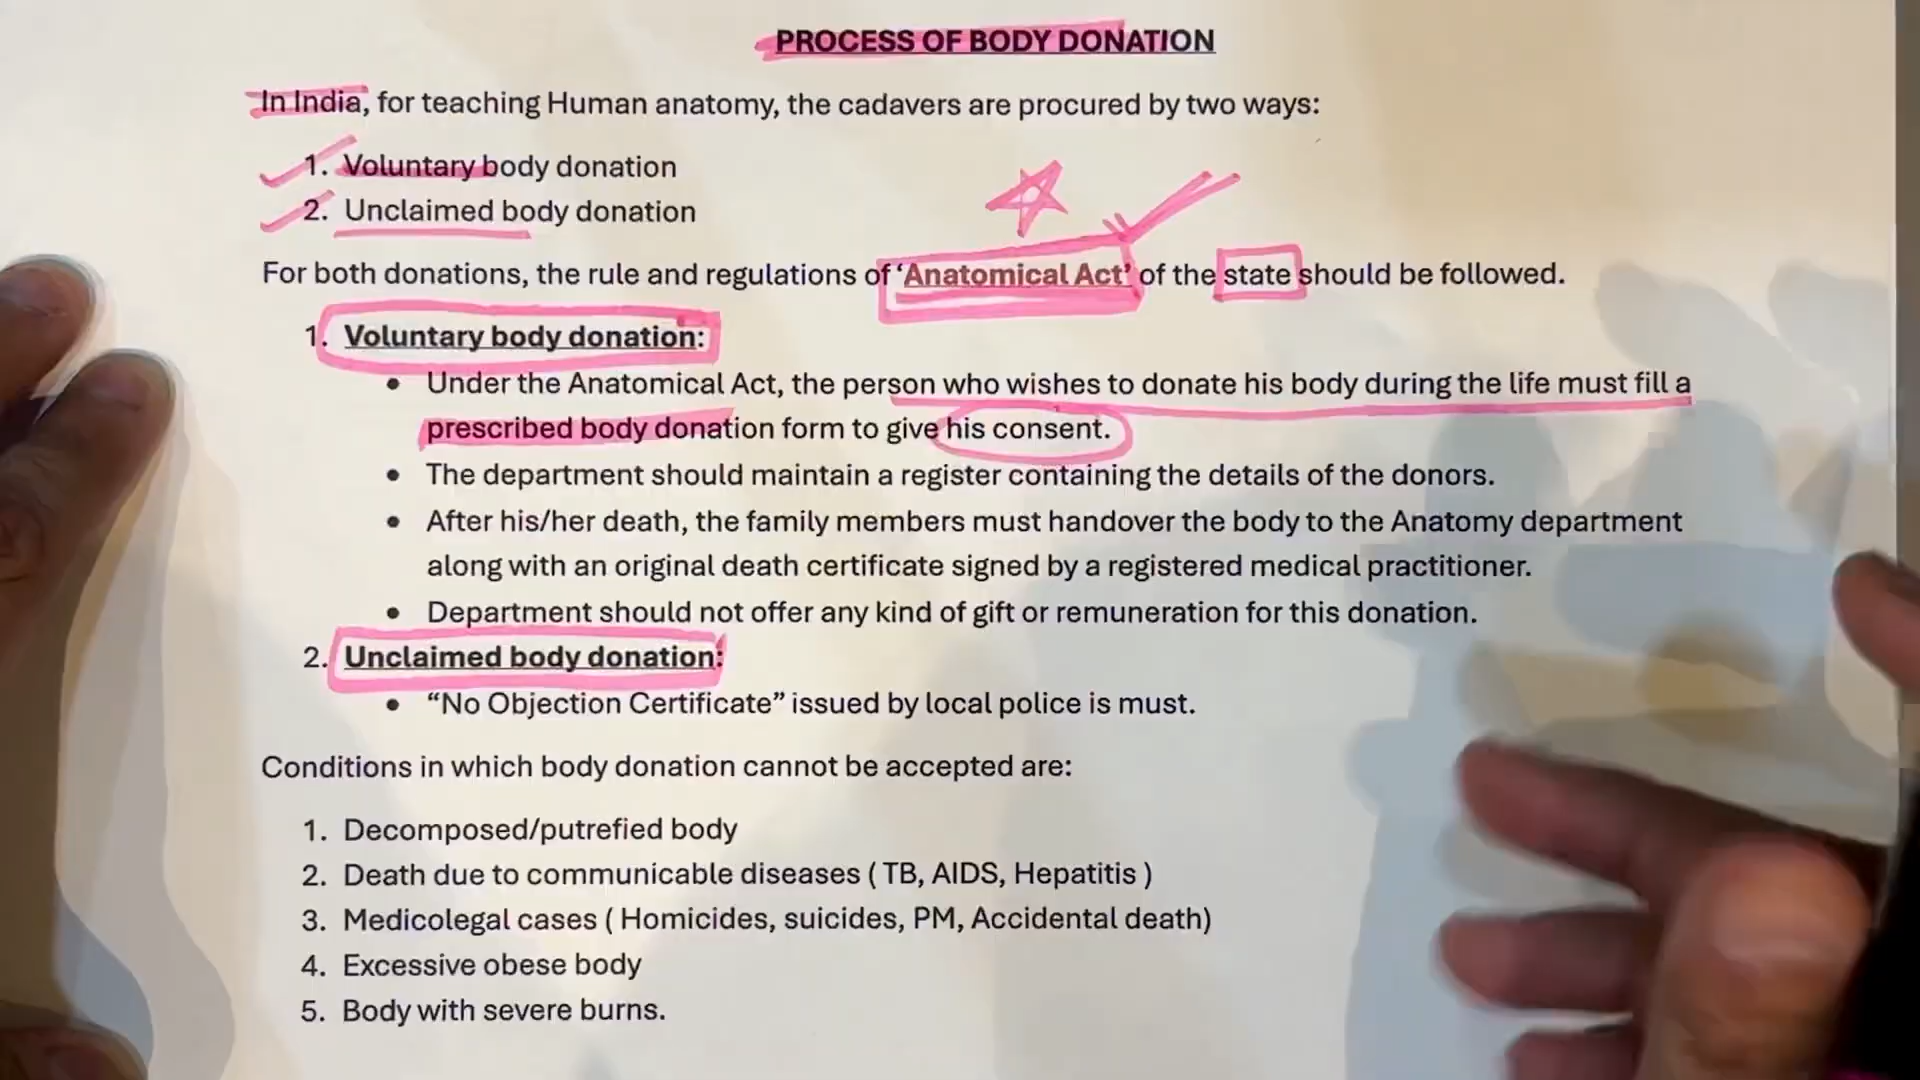 PROCESS OF BODY DONATION
In India, for teaching Human anatomy, the cadavers are procured by two ways:
1. Voluntary body donation
2. Unclaimed body donation
For both donations, the rule and regulations of ‘Anatomical Act’ of the state should be followed.
1. Voluntary body donation:
• Under the Anatomical Act, the person who wishes to donate his body during the life must fill a
prescribed body donation form to give his consent.
• The department should maintain a register containing the details of the donors.
• After his/her death, the family members must handover the body to the Anatomy department
along with an original death certificate signed by a registered medical practitioner.
• Department should not offer any kind of gift or remuneration for this donation.
2. Unclaimed body donation:
• “No Objection Certificate” issued by local police is must.
Conditions in which body donation cannot be accepted are:
1. Decomposed/putrefied body
2. Death due to communicable diseases ( TB, AIDS, Hepatitis )
3. Medicolegal cases ( Homicides, suicides, PM, Accidental death)
4. Excessive obese body
5. Body with severe burns.